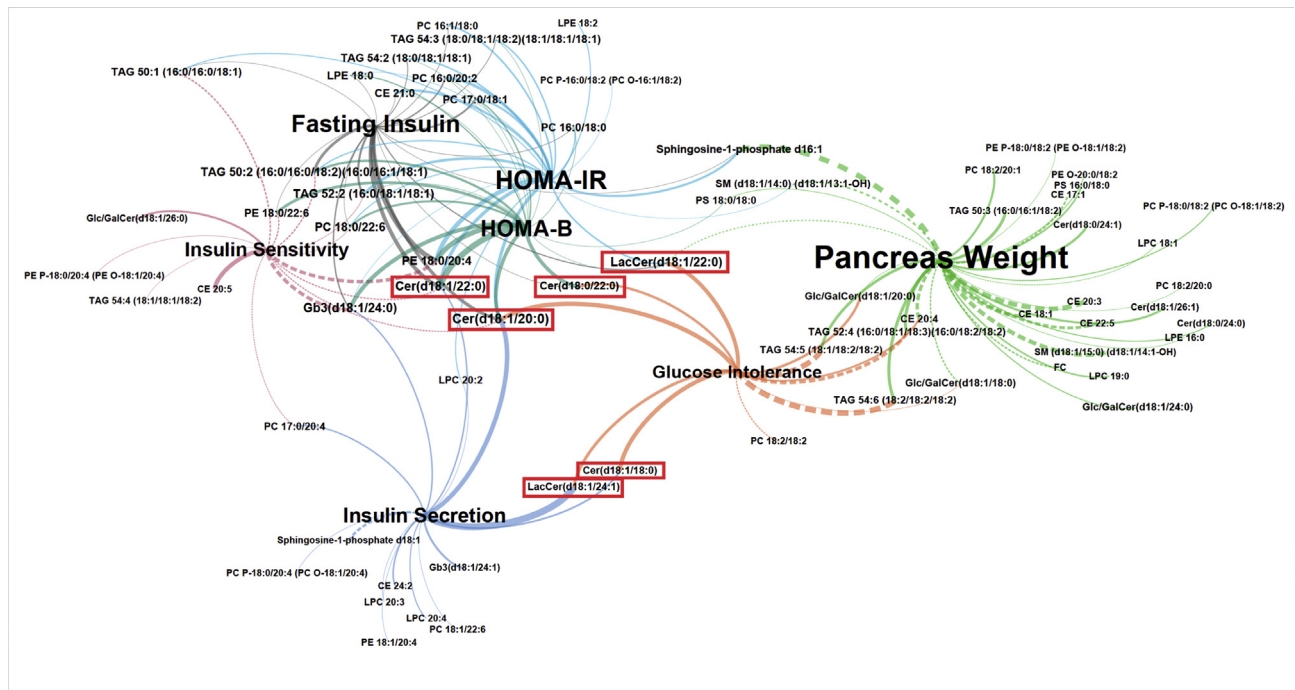 PC 16:1/18:0
LPE 18:2
TAG 54:3 (18:0/18:1/18:2)(18:1/18:1/18:1)
TAG 54:2 (18:0/18:1/18:1)
TAG 50:1 (16:0/16:0/18:1)
LPE 18:0
PC 16:0/20:2
PC P-16:0/18:2 (PC O-16:1/18:2)
CE 21:0
PC 17:0/18:1
Fasting Insulin
PC 16:0/18:0
Sphingosine-1-phosphate d16:1
PE P-18:0/18:2 (PE O-18:1/18:2)
TAG 50:2 (16:0/16:0/18:2)(16:0/16:1/18:1)
PC 18:2/20:1
PE O-20:0/18:2
HOMA-IR
SM (d18:1/14:0) (d18:1/13:1-OH)
PS 16:0/18:0
TAG 52:2 (16:0/18:1/18:1)
CE 17:1
PS 18:0/18:0
PC P-18:0/18:2 (PC O-18:1/18:2)
PE 18:0/22:6
TAG 50:3 (16:0/16:1/18:2)
Glc/GalCer(d18:1/26:0)
PC 18:0/22:6
HOMA-B
Cer(d18:0/24:1)
Insulin Sensitivity
LPC 18:1
PE 18:0/20:4
LacCer(d18:1/22:0)
Pancreas Weight
PE P-18:0/20:4 (PE O-18:1/20:4)
CE 20:5
Cer(d18:1/22:0)
Cer(d18:0/22:0)
PC 18:2/20:0
TAG 54:4 (18:1/18:1/18:2)
Glc/GalCer(d18:1/20:0)
CE 20:3
Gb3(d18:1/24:0)
Cer(d18:1/26:1)
CE 18:1
Cer(d18:1/20:0)
CE 20:4
CE 22:5
Cer(d18:0/24:0)
TAG 52:4 (16:0/18:1/18:3)(16:0/18:2/18:2)
LPE 16:0
TAG 54:5 (18:1/18:2/18:2)
SM (d18:1/15:0) (d18:1/14:1-OH)
Glucose Intolerance
FC
LPC 19:0
LPC 20:2
Glc/GalCer(d18:1/18:0)
TAG 54:6 (18:2/18:2/18:2)
Glc/GalCer(d18:1/24:0)
PC 17:0/20:4
PC 18:2/18:2
Cer(d18:1/18:0)
LacCer(d18:1/24:1)
Insulin Secretion
Sphingosine-1-phosphate d18:1
Gb3(d18:1/24:1)
PC P-18:0/20:4 (PC O-18:1/20:4)
CE 24:2
LPC 20:3
LPC 20:4
PC 18:1/22:6
PE 18:1/20:4